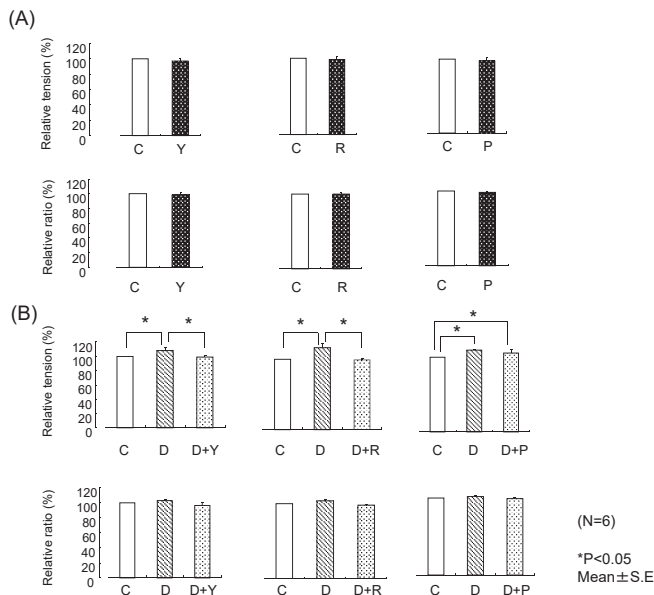 (A)
Relative tension (%)
120
100
80
60
40
20
0
C Y
C R
C P
Relative ratio (%)
120
100
80
60
40
20
0
C Y
C R
C P
(B)
* *
* *
*
*
Relative tension (%)
120
100
80
60
40
20
0
C D D+Y
C D D+R
C D D+P
Relative ratio (%)
120
100
80
60
40
20
0
C D D+Y
C D D+R
C D D+P
(N=6)
*P<0.05
Mean±S.E